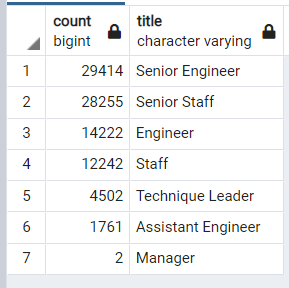 count title
bigint character varying
1 29414 Senior Engineer
2 28255 Senior Staff
3 14222 Engineer
4 12242 Staff
5 4502 Technique Leader
6 1761 Assistant Engineer
7 2 Manager